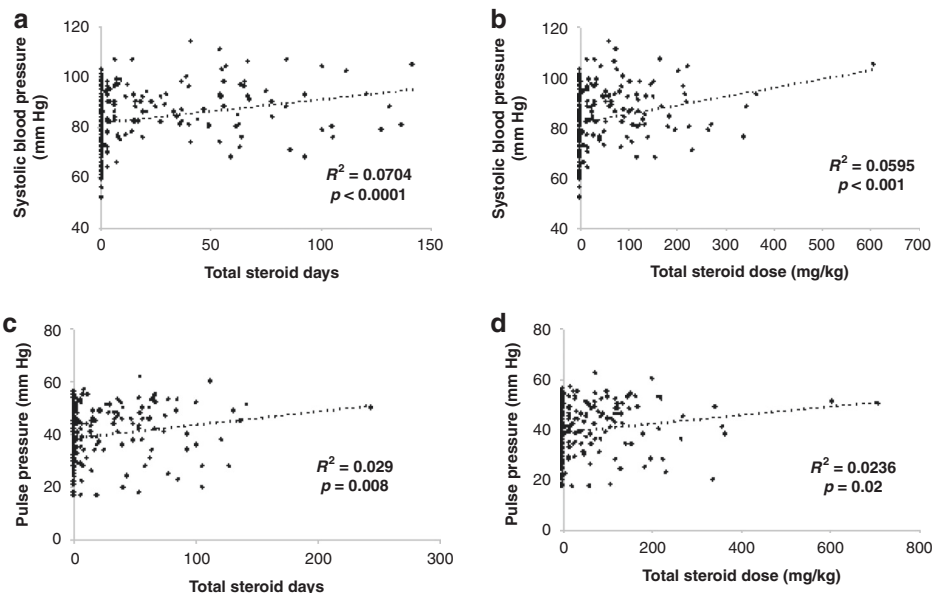 a
Systolic blood pressure
(mm Hg)
120
100
80
60
40
0
50
100
150
Total steroid days
R² = 0.0704
p < 0.0001
b
Systolic blood pressure
(mm Hg)
120
100
80
60
40
0
100
200
300
400
500
600
700
Total steroid dose (mg/kg)
R² = 0.0595
p < 0.001
c
Pulse pressure (mm Hg)
80
60
40
20
0
0
100
200
300
Total steroid days
R² = 0.029
p = 0.008
d
Pulse pressure (mm Hg)
80
60
40
20
0
0
200
400
600
800
Total steroid dose (mg/kg)
R² = 0.0236
p = 0.02